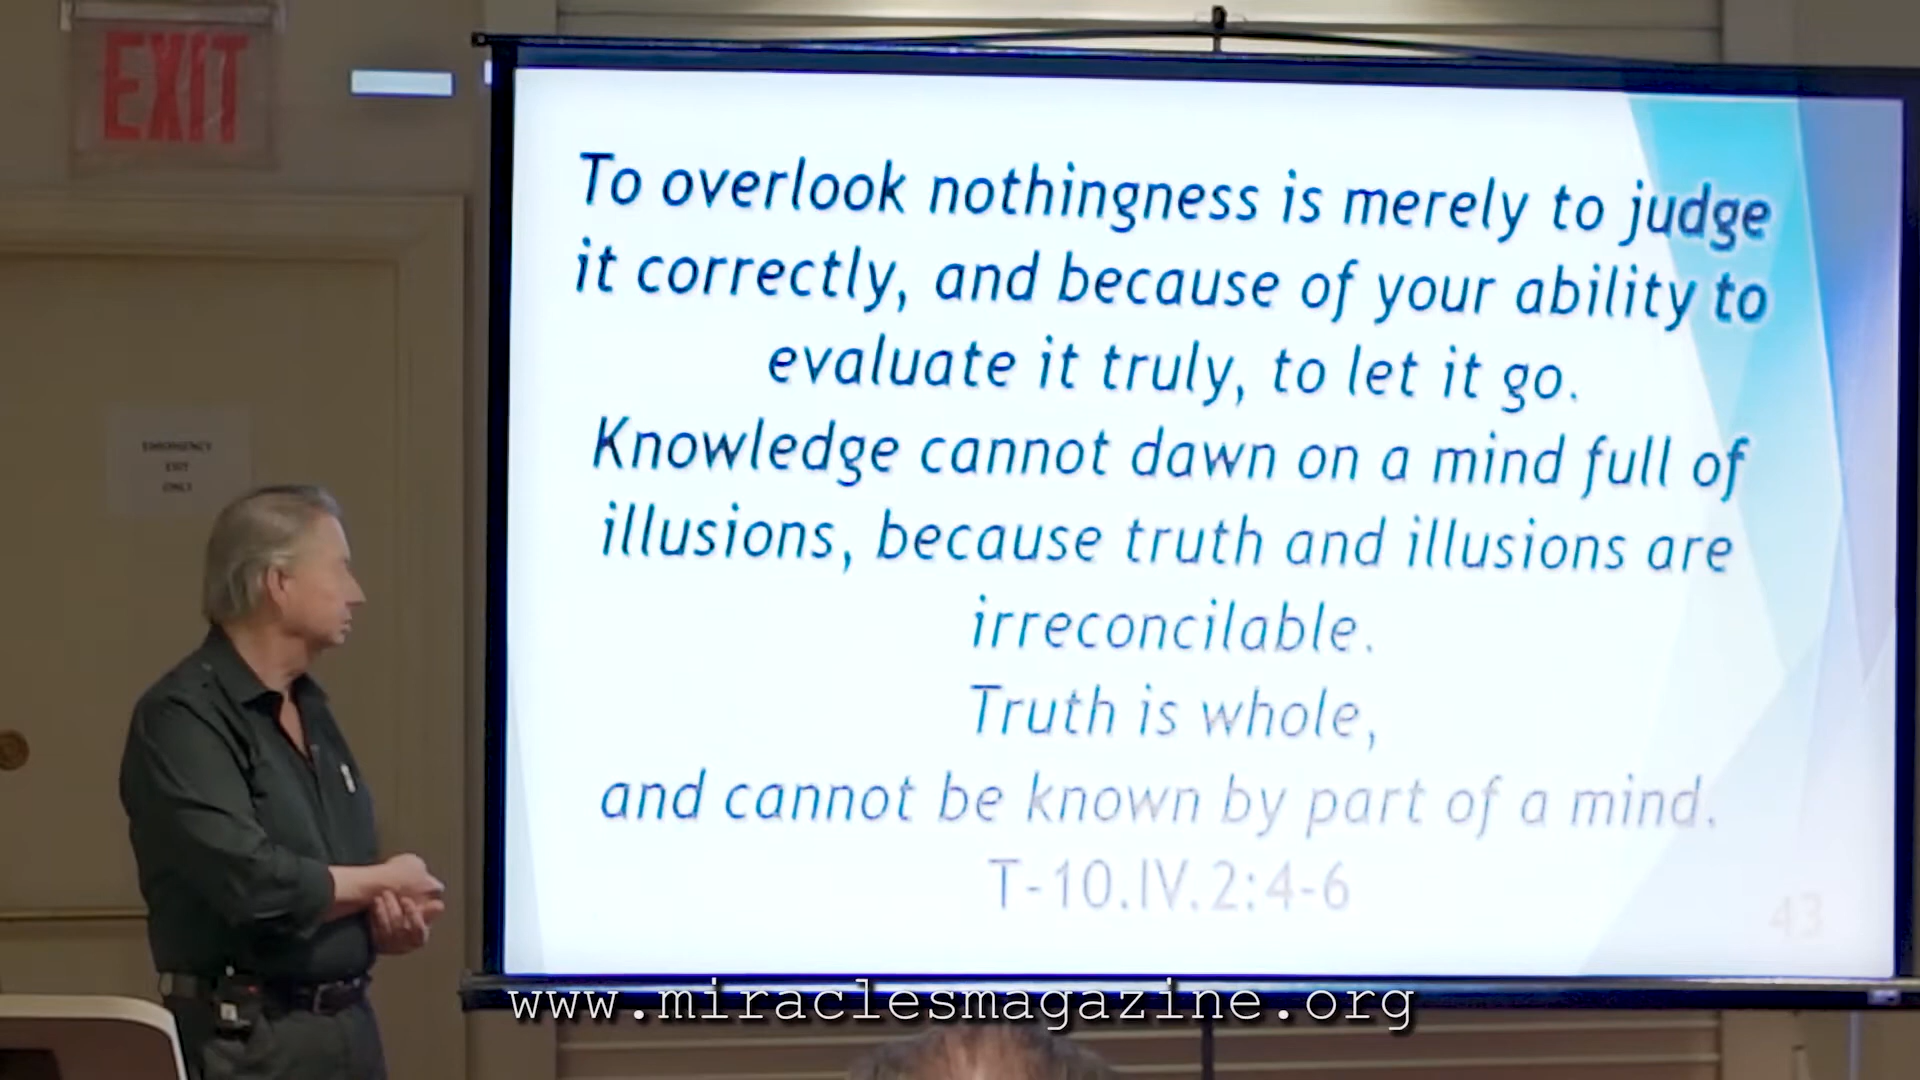 EXIT
To overlook nothingness is merely to judge
it correctly, and because of your ability to
evaluate it truly, to let it go.
Knowledge cannot dawn on a mind full of
illusions, because truth and illusions are
irreconcilable.
Truth is whole,
and cannot be known by part of a mind.
T-10.IV.2:4-6
43
EMERGENCY
EXIT
ONLY
www.miraclesmagazine.org